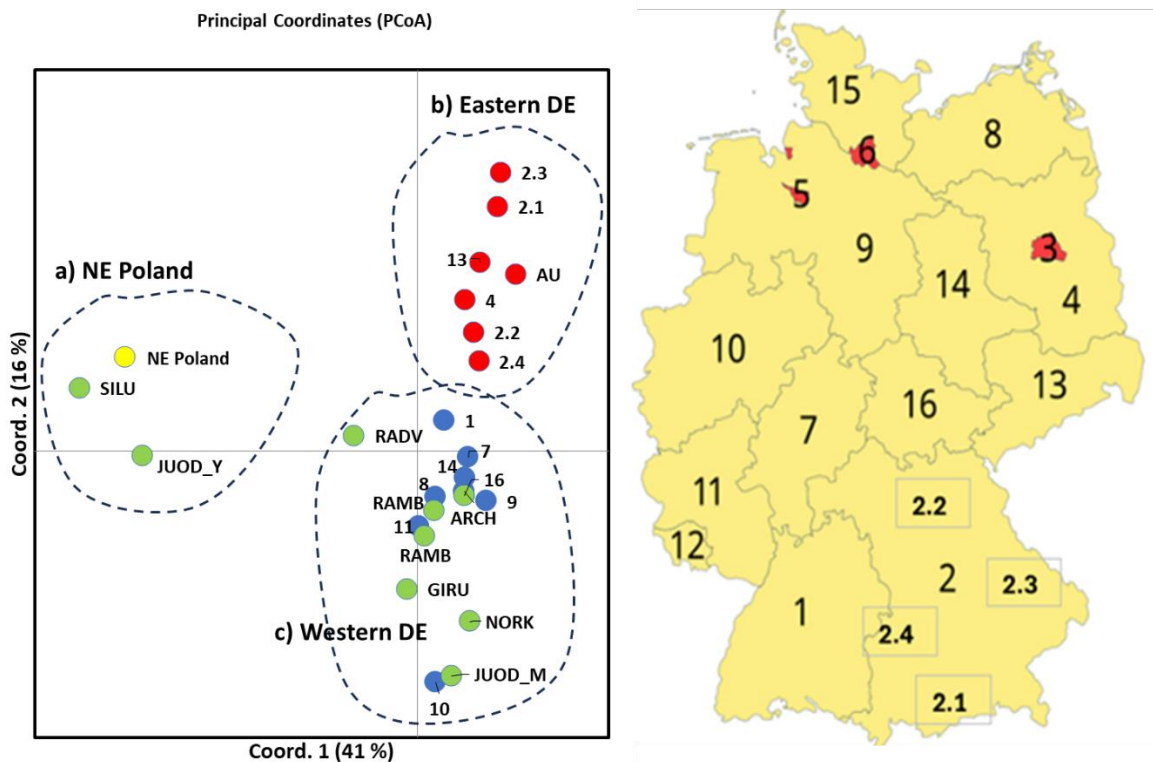 Principal Coordinates (PCoA)
b) Eastern DE
2.3
2.1
13
AU
4
2.2
2.4
a) NE Poland
NE Poland
SILU
JUOD_Y
RADV
1
7
14
16
8
9
RAMB
ARCH
11
RAMB
GIRU
NORK
c) Western DE
JUOD_M
10
Coord. 2 (16 %)
Coord. 1 (41 %)
15
8
6
5
3
9
14
4
10
13
16
7
11
2.2
12
2
2.3
1
2.4
2.1